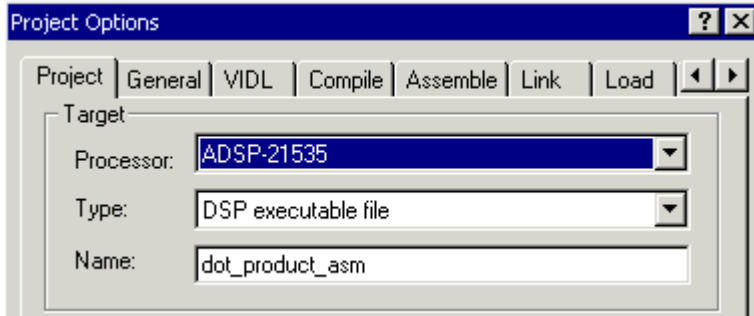 Project Options
Project General VIDL Compile Assemble Link Load
Target
Processor: ADSP-21535
Type: DSP executable file
Name: dot_product_asm